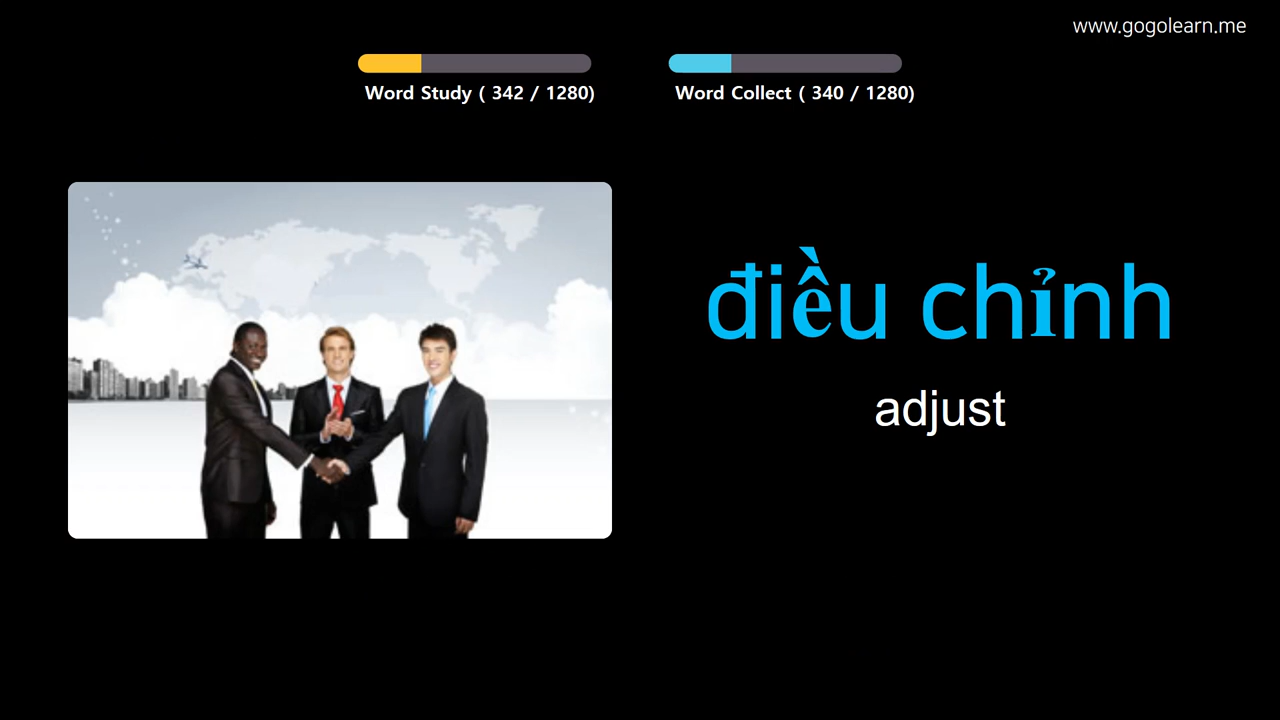 www.gogolearn.me
Word Study ( 342 / 1280)
Word Collect ( 340 / 1280)
điều chỉnh
adjust